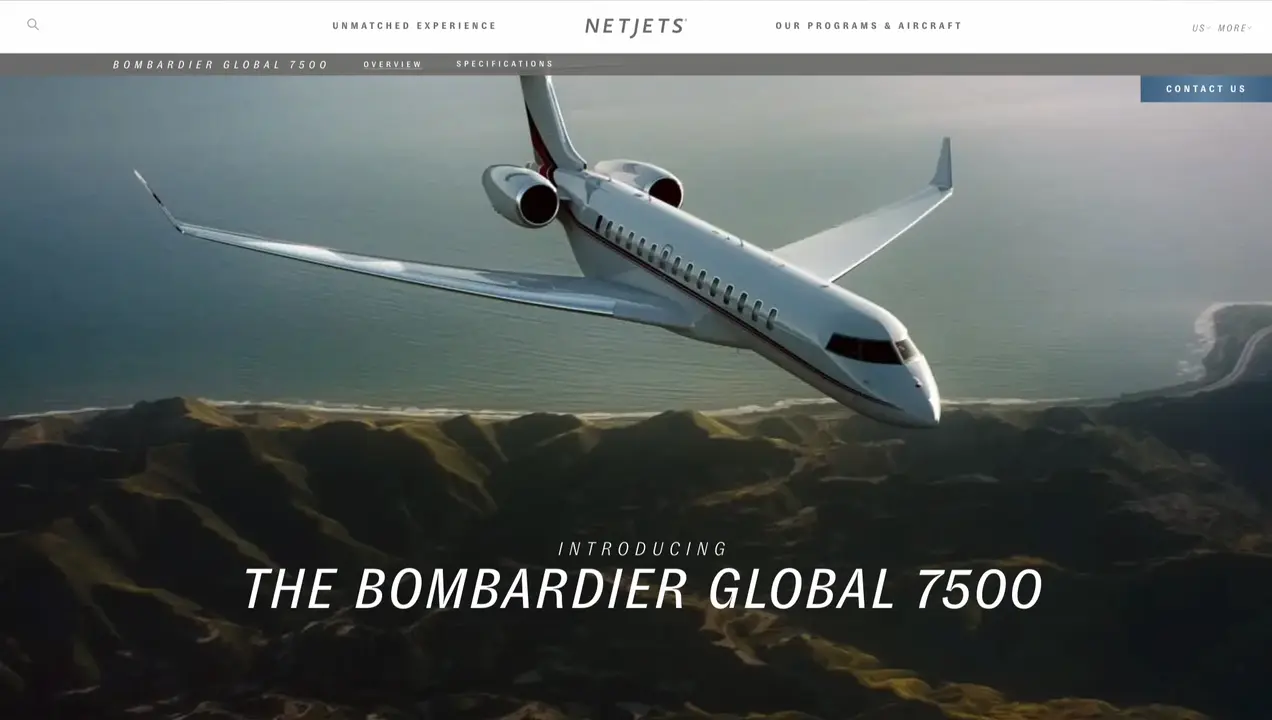 UNMATCHED EXPERIENCE
NETJETS
OUR PROGRAMS & AIRCRAFT
US
MORE
BOMBARDIER GLOBAL 7500
OVERVIEW
SPECIFICATIONS
CONTACT US
INTRODUCING
THE BOMBARDIER GLOBAL 7500